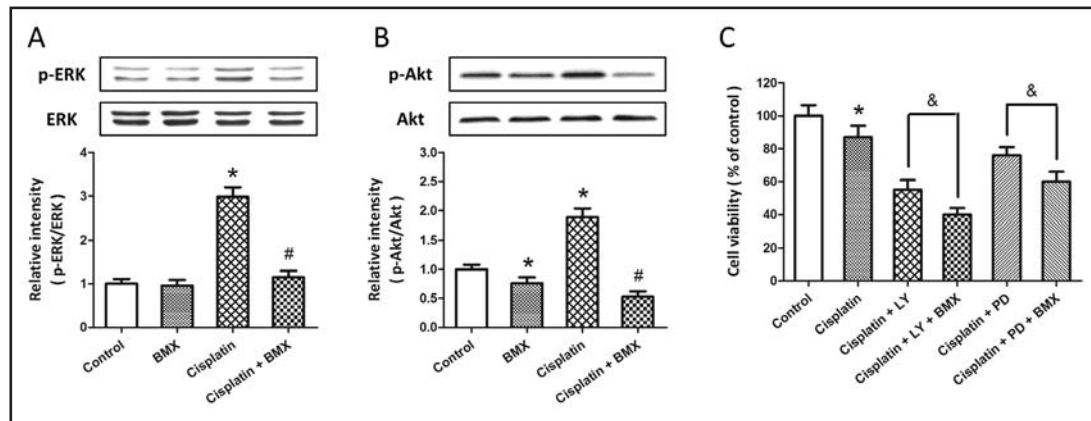 A
p-ERK
ERK
Relative intensity
( p-ERK/ERK)
4
3
2
1
0
*
#
Control
BMX
Cisplatin
Cisplatin + BMX
B
p-Akt
Akt
Relative intensity
( p-Akt/Akt)
3.0
2.5
2.0
1.5
1.0
0.5
0.0
*
*
#
Control
BMX
Cisplatin
Cisplatin + BMX
C
Cell viability ( % of control)
120
100
80
60
40
20
0
*
&
&
Control
Cisplatin
Cisplatin + LY
Cisplatin + LY + BMX
Cisplatin + PD
Cisplatin + PD + BMX